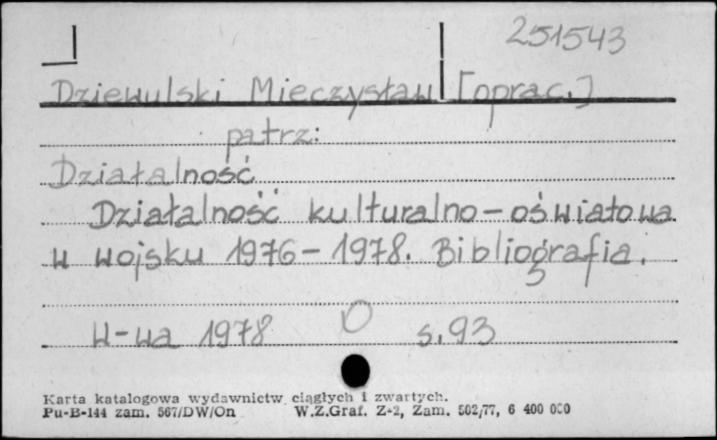 251543
Dziewulski Mieczysław [oprac.]
patrz:
Działalność
Działalność kulturalno-oświatowa
w wojsku 1976-1978. Bibliografia.
W-wa 1978 s. 93
Karta katalogowa wydawnictw ciągłych i zwartych.
Pu-B-144 zam. 567/DW/On W.Z.Graf. Z-2, Zam. 502/77, 6 400 000